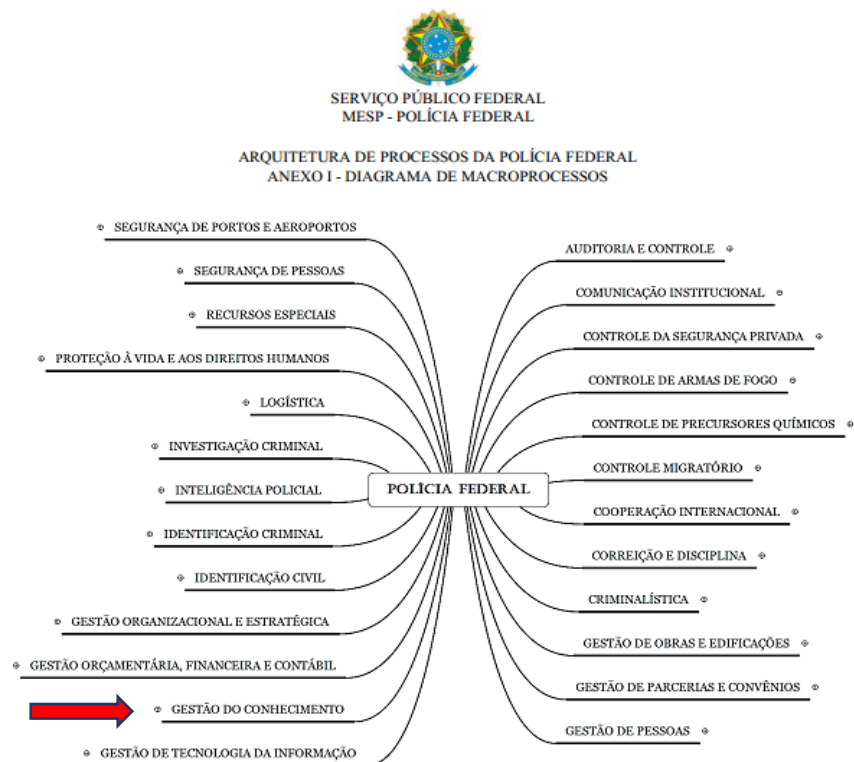 SERVIÇO PÚBLICO FEDERAL
MESP - POLÍCIA FEDERAL
ARQUITETURA DE PROCESSOS DA POLÍCIA FEDERAL
ANEXO I - DIAGRAMA DE MACROPROCESSOS
SEGURANÇA DE PORTOS E AEROPORTOS
SEGURANÇA DE PESSOAS
RECURSOS ESPECIAIS
PROTEÇÃO À VIDA E AOS DIREITOS HUMANOS
LOGÍSTICA
INVESTIGAÇÃO CRIMINAL
INTELIGÊNCIA POLICIAL
IDENTIFICAÇÃO CRIMINAL
IDENTIFICAÇÃO CIVIL
GESTÃO ORGANIZACIONAL E ESTRATÉGICA
GESTÃO ORÇAMENTÁRIA, FINANCEIRA E CONTÁBIL
GESTÃO DO CONHECIMENTO
GESTÃO DE TECNOLOGIA DA INFORMAÇÃO
POLÍCIA FEDERAL
AUDITORIA E CONTROLE
COMUNICAÇÃO INSTITUCIONAL
CONTROLE DA SEGURANÇA PRIVADA
CONTROLE DE ARMAS DE FOGO
CONTROLE DE PRECURSORES QUÍMICOS
CONTROLE MIGRATÓRIO
COOPERAÇÃO INTERNACIONAL
CORREIÇÃO E DISCIPLINA
CRIMINALÍSTICA
GESTÃO DE OBRAS E EDIFICAÇÕES
GESTÃO DE PARCERIAS E CONVÊNIOS
GESTÃO DE PESSOAS